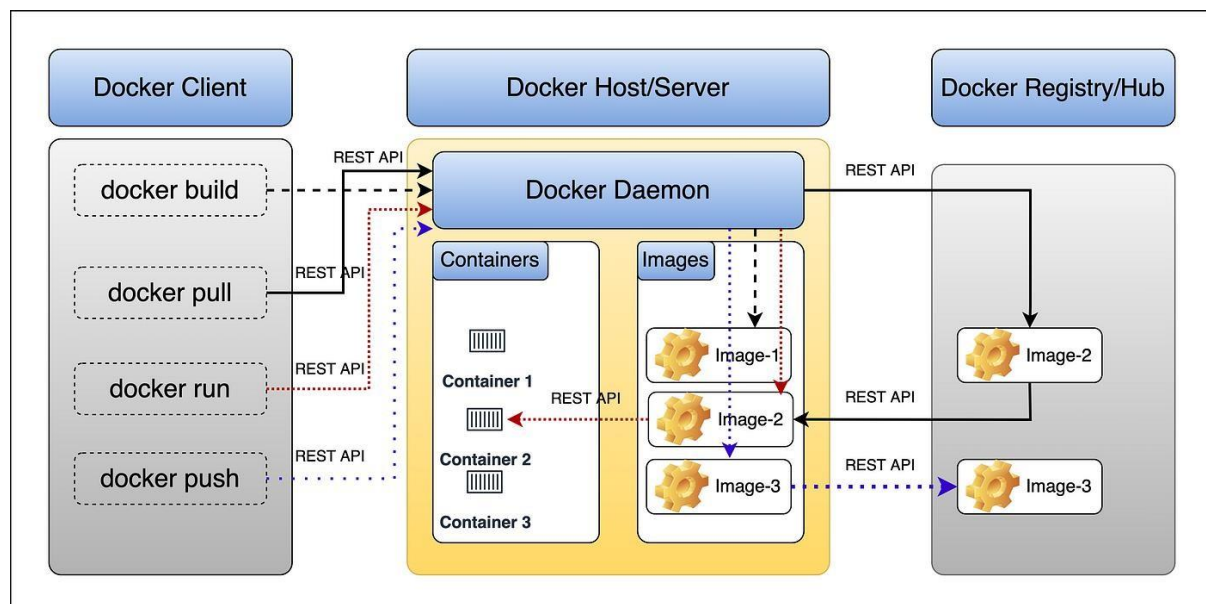 Docker Client
Docker Host/Server
Docker Registry/Hub
REST API
docker build
Docker Daemon
REST API
docker pull
REST API
Containers
Images
docker run
REST API
Container 1
Image-1
Image-2
REST API
REST API
docker push
REST API
Container 2
Image-2
Container 3
Image-3
REST API
Image-3